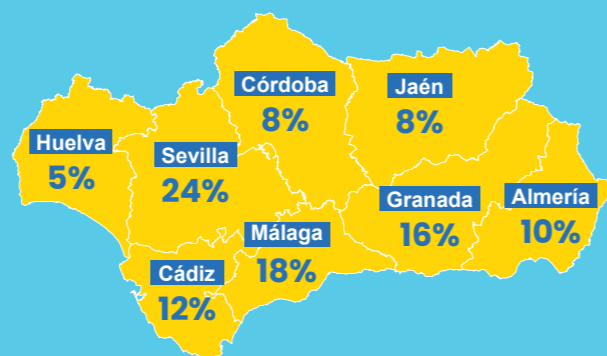 Córdoba
8%
Jaén
8%
Huelva
5%
Sevilla
24%
Granada
16%
Almería
10%
Málaga
18%
Cádiz
12%